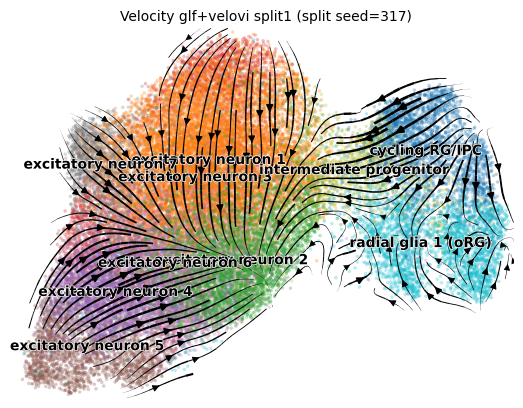 Velocity glf+velovi split1 (split seed=317)
cycling RG/IPC
excitatory neuron 1
excitatory neuron 7
intermediate progenitor
excitatory neuron 3
radial glia 1 (oRG)
excitatory neuron 2
excitatory neuron 6
excitatory neuron 4
excitatory neuron 5